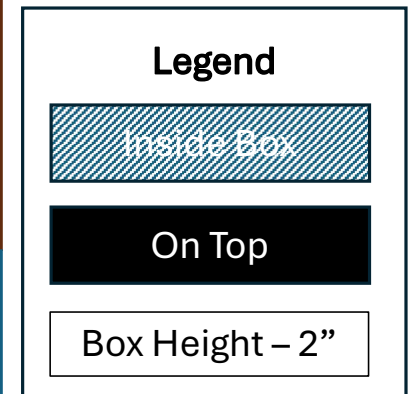 Legend
Inside Box
On Top
Box Height – 2”